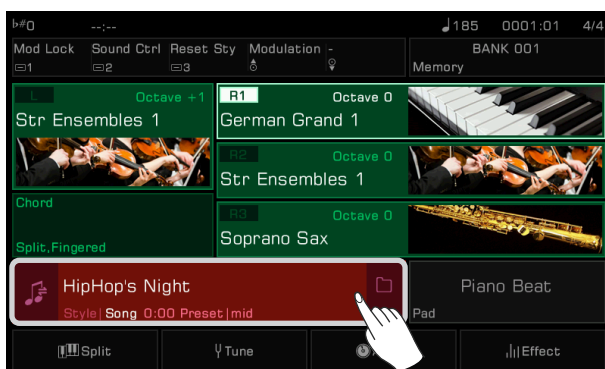 ♭#0 --:-- ♩185 0001:01 4/4
Mod Lock Sound Ctrl Reset Sty Modulation -
1 2 3
BANK 001
Memory
L Octave +1
Str Ensembles 1
R1 Octave 0
German Grand 1
R2 Octave 0
Str Ensembles 1
Chord
Split,Fingered
R3 Octave 0
Soprano Sax
HipHop's Night
Style| Song 0:00 Preset|mid
Piano Beat
Pad
Split Tune Effect